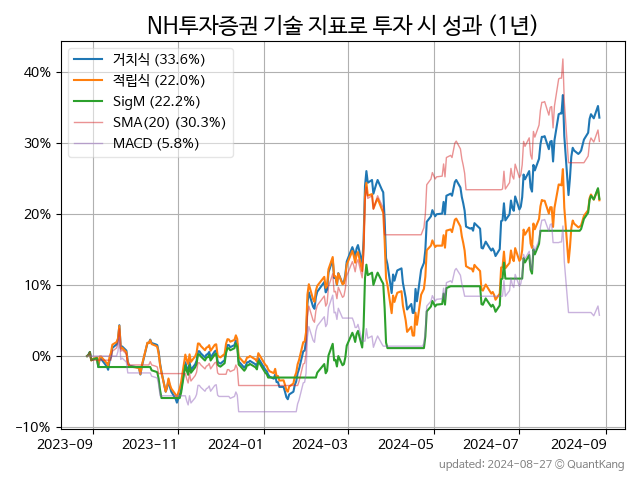 NH투자증권 기술 지표로 투자 시 성과 (1년)
거치식 (33.6%)
적립식 (22.0%)
SigM (22.2%)
SMA(20) (30.3%)
MACD (5.8%)
40%
30%
20%
10%
0%
−10%
2023-09 2023-11 2024-01 2024-03 2024-05 2024-07 2024-09
updated: 2024-08-27 © QuantKang